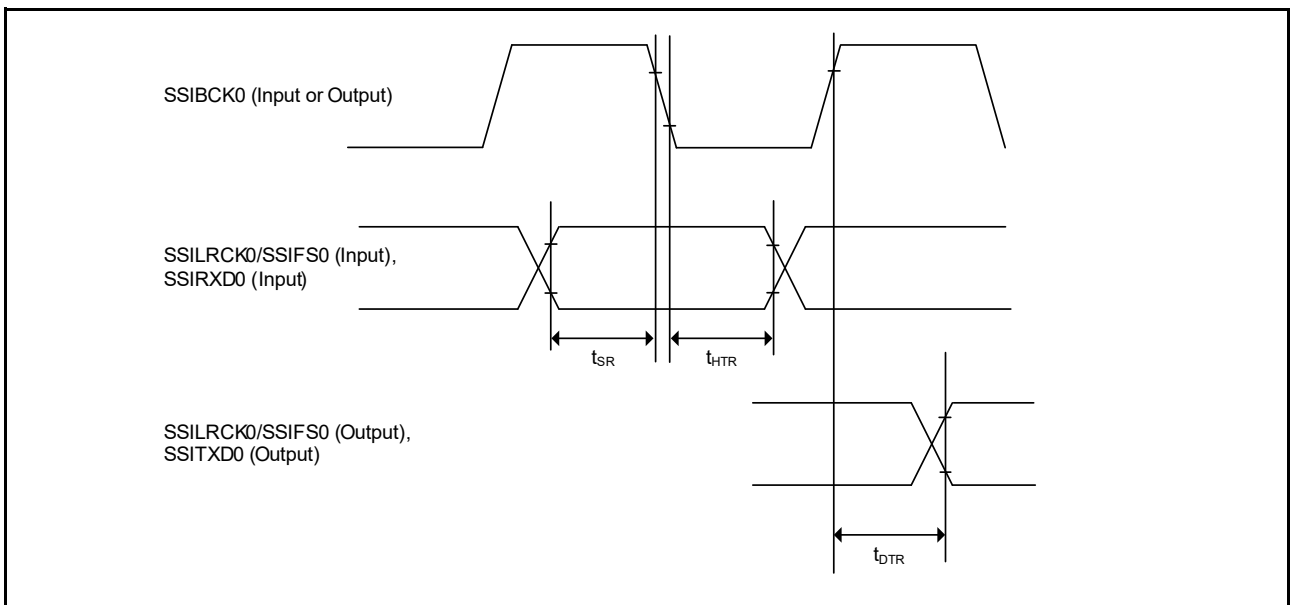 SSIBCK0 (Input or Output)
SSILRCK0/SSIFS0 (Input),
SSIRXD0 (Input)
tSR
tHTR
SSILRCK0/SSIFS0 (Output),
SSITXD0 (Output)
tDTR